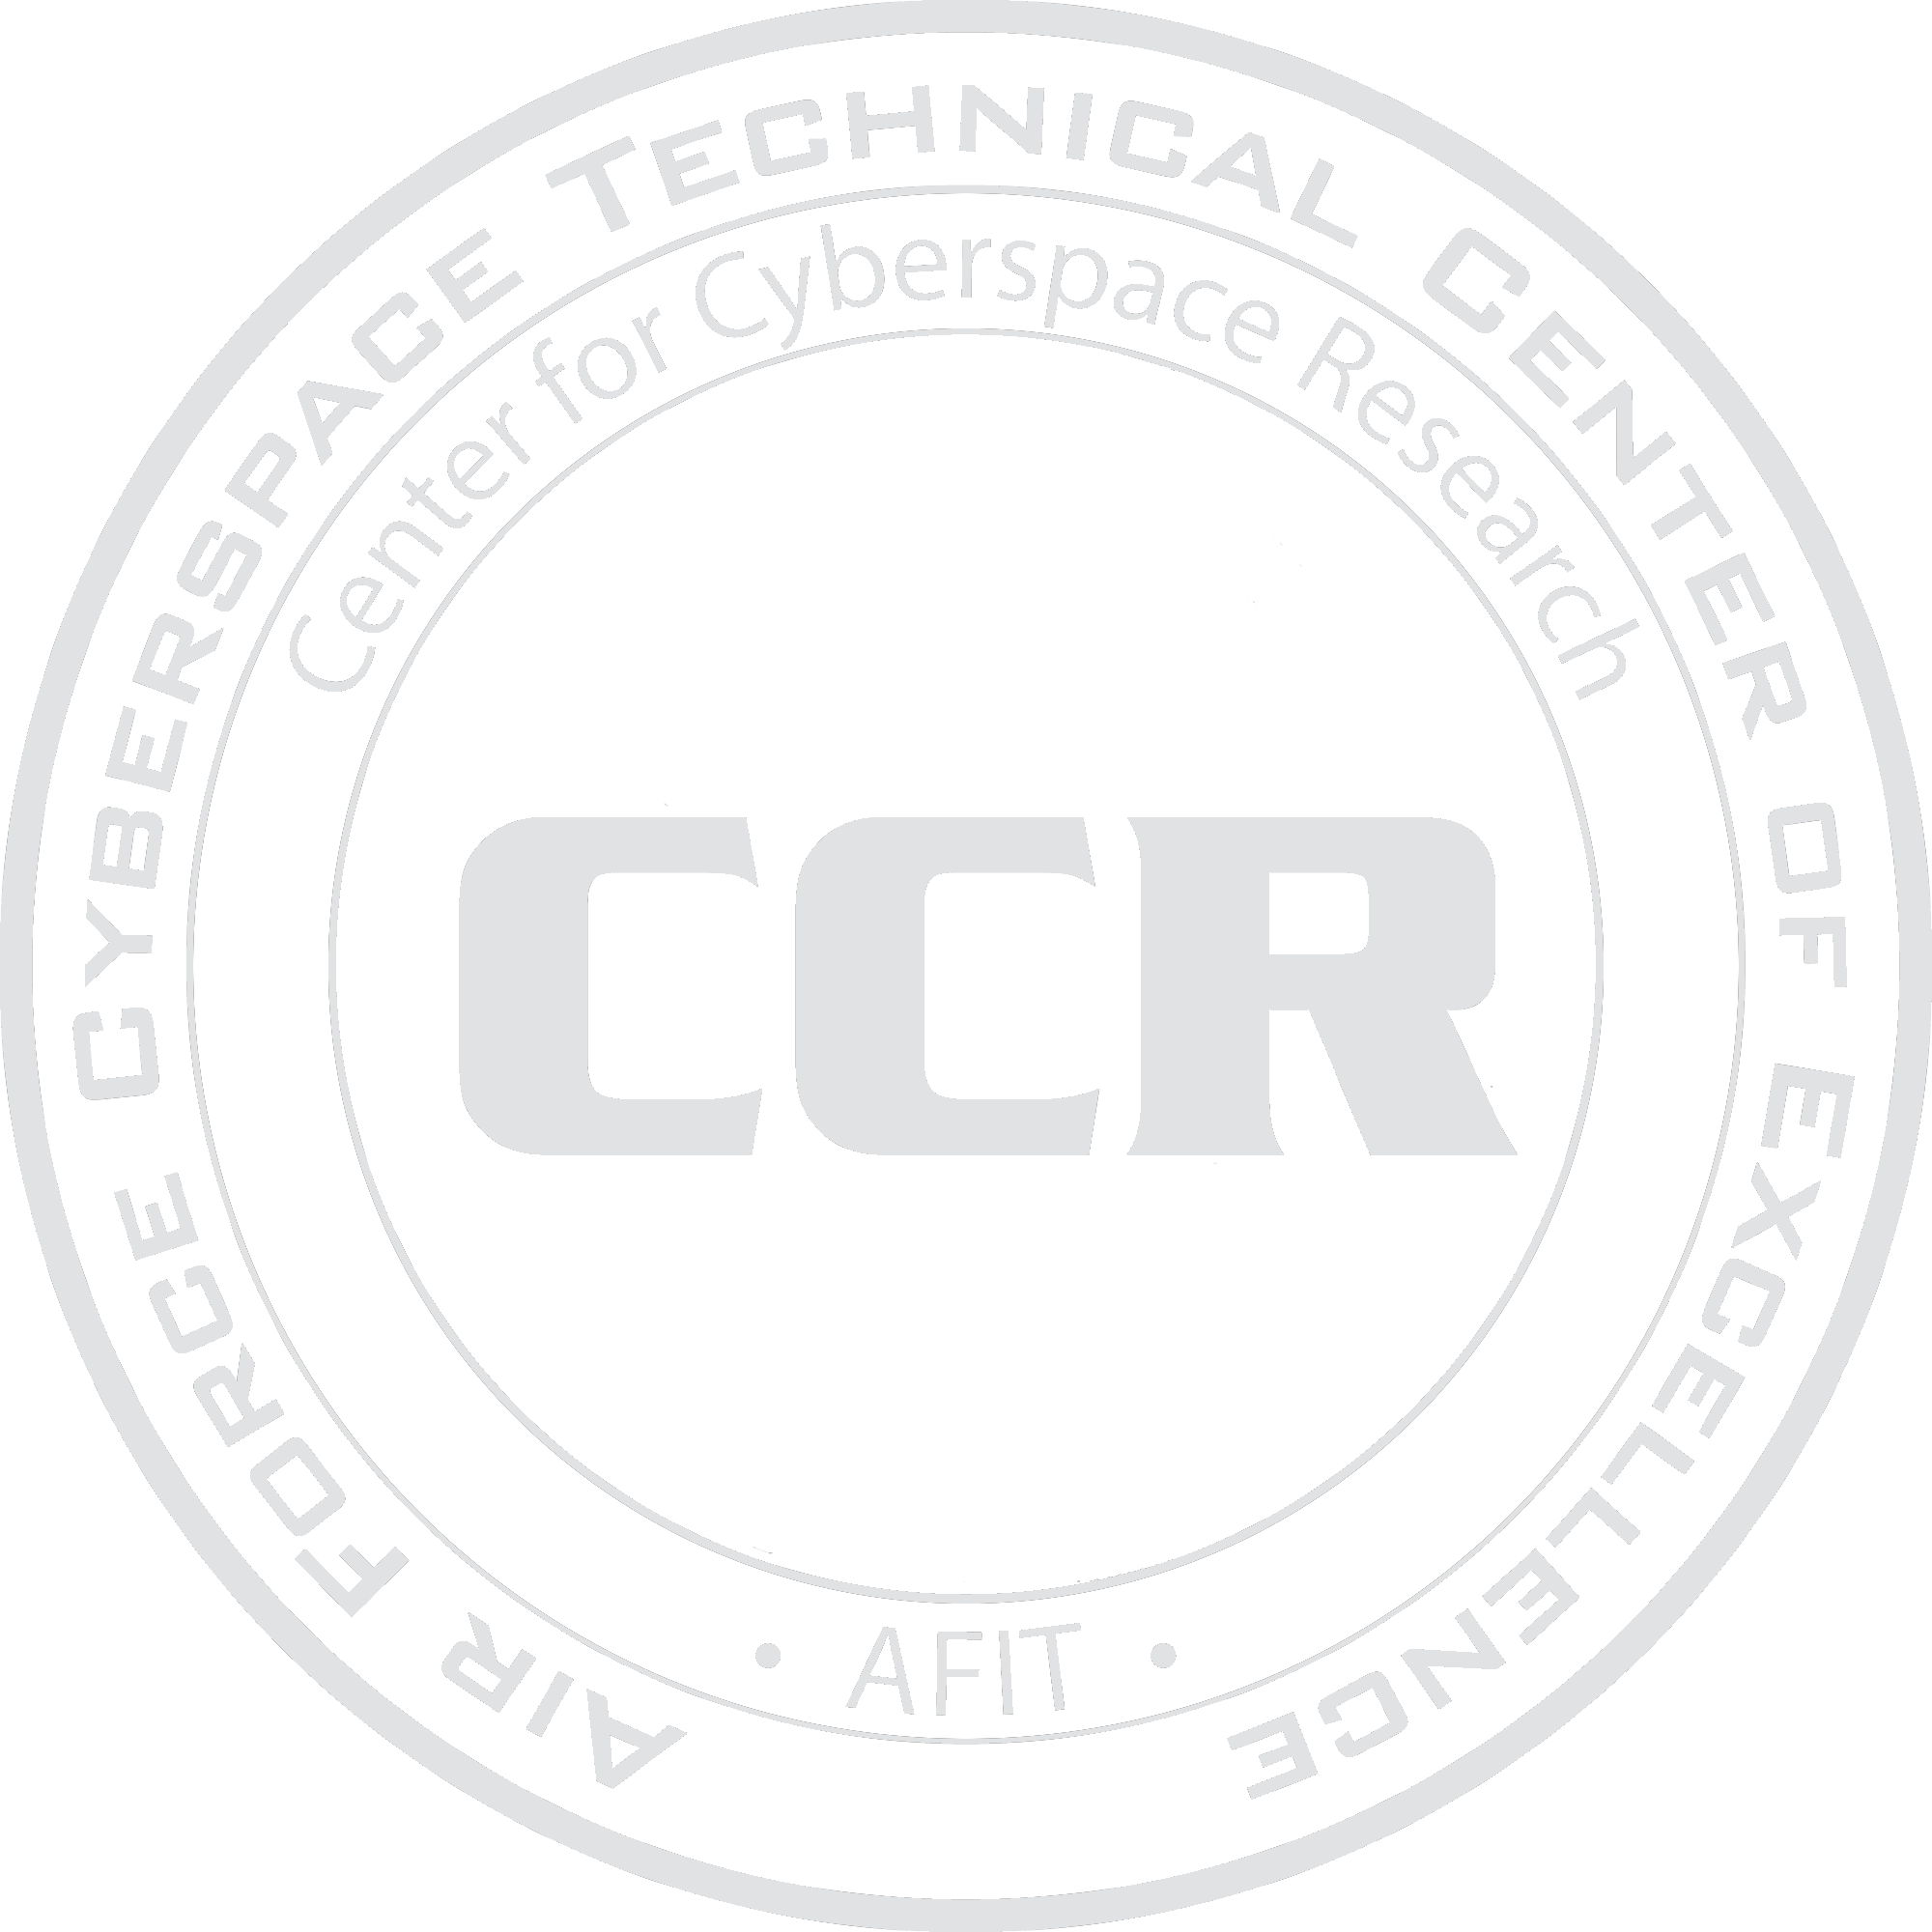 AIR FORCE CYBERSPACE TECHNICAL CENTER OF EXCELLENCE
Center for Cyberspace Research
CCR
• AFIT •